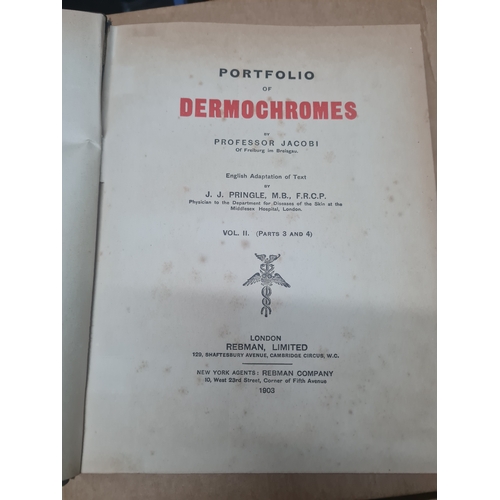 PORTFOLIO
OF
DERMOCHROMES
BY
PROFESSOR JACOBI
Of Freiburg im Breisgau.
English Adaptation of Text
BY
J. J. PRINGLE, M.B., F.R.C.P.
Physician to the Department for Diseases of the Skin at the
Middlesex Hospital, London.
VOL. II. (PARTS 3 AND 4)
LONDON
REBMAN, LIMITED
129, SHAFTESBURY AVENUE, CAMBRIDGE CIRCUS, W.C.
NEW YORK AGENTS: REBMAN COMPANY
10, West 23rd Street, Corner of Fifth Avenue
1903